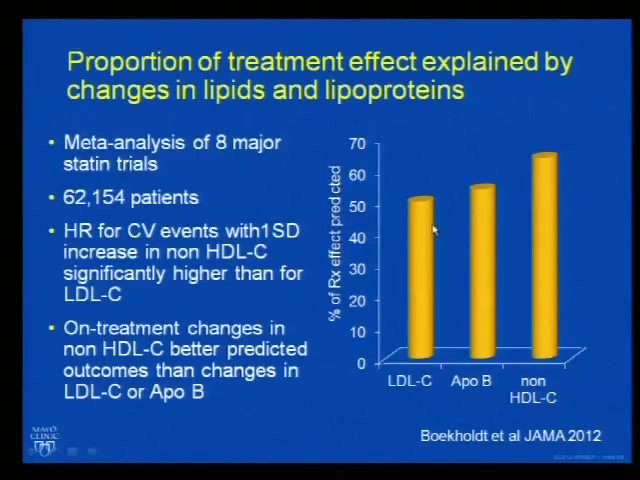 Proportion of treatment effect explained by
changes in lipids and lipoproteins
• Meta-analysis of 8 major
statin trials
• 62,154 patients
• HR for CV events with1SD
increase in non HDL-C
significantly higher than for
LDL-C
• On-treatment changes in
non HDL-C better predicted
outcomes than changes in
LDL-C or Apo B
% of Rx effect predicted
70
60
50
40
30
20
10
0
LDL-C Apo B non
HDL-C
Boekholdt et al JAMA 2012
MAYO
CLINIC